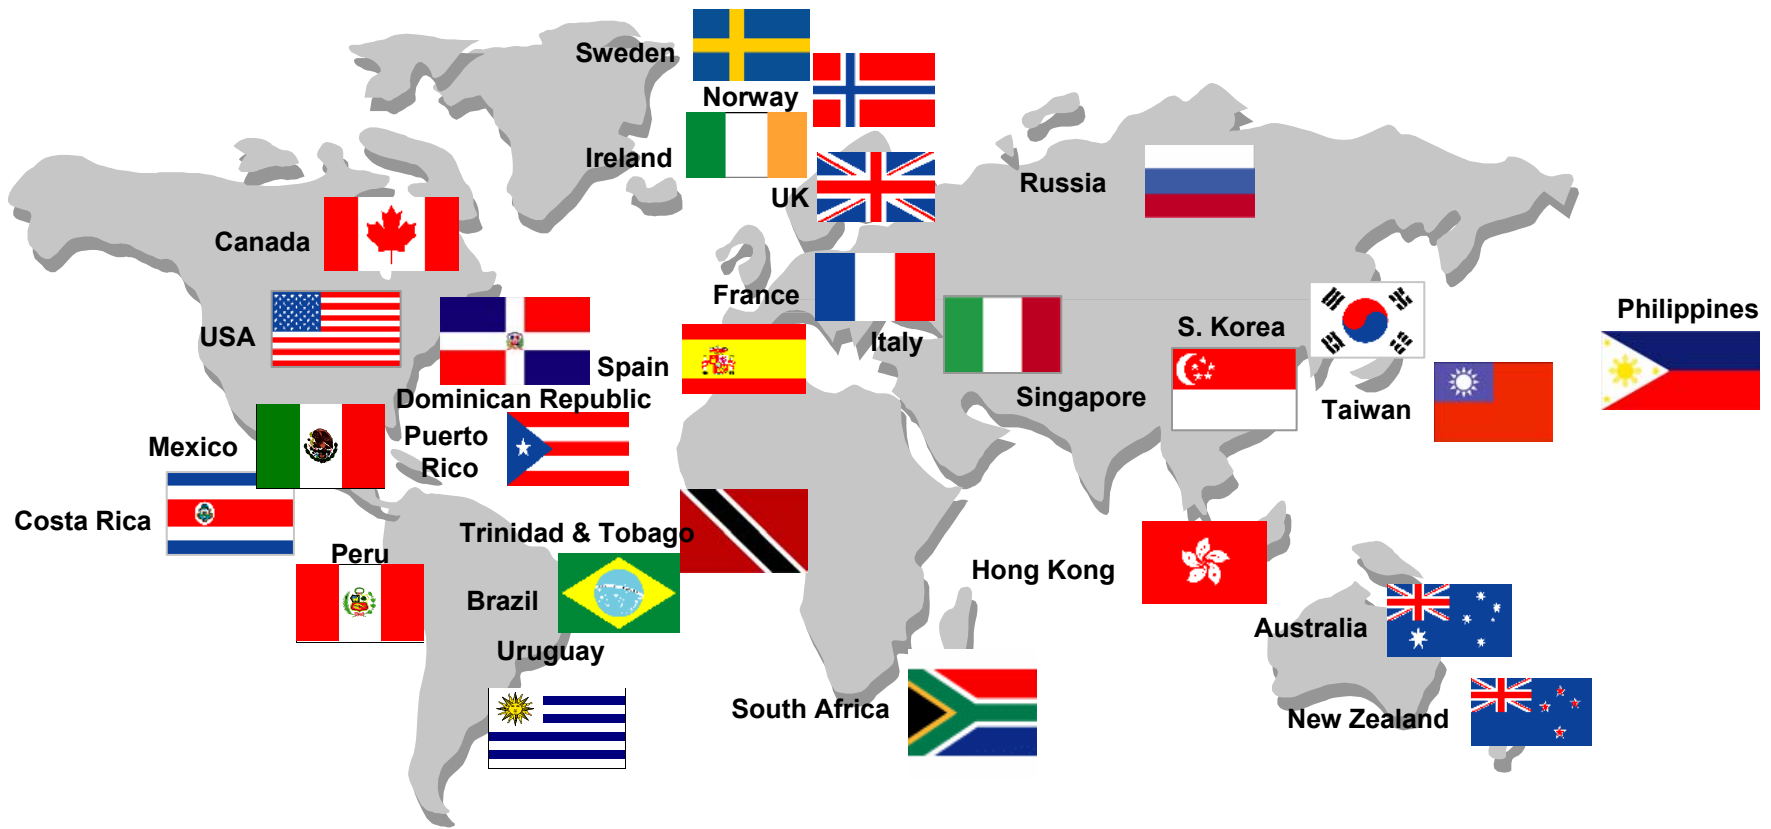 Sweden
Norway
Ireland
UK
Russia
Canada
France
Philippines
USA
S. Korea
Italy
Spain
Dominican Republic
Singapore
Taiwan
Mexico
Puerto
Rico
Costa Rica
Trinidad & Tobago
Peru
Hong Kong
Brazil
Australia
Uruguay
South Africa
New Zealand